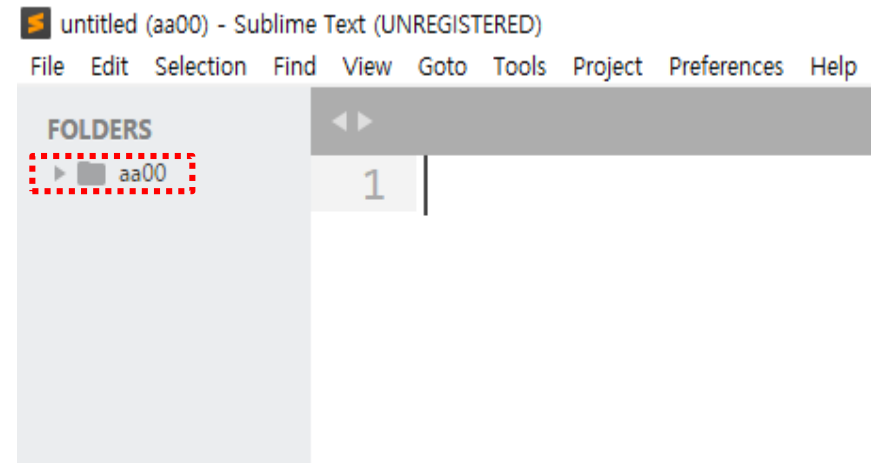 untitled (aa00) - Sublime Text (UNREGISTERED)
File Edit Selection Find View Goto Tools Project Preferences Help
FOLDERS
aa00
1